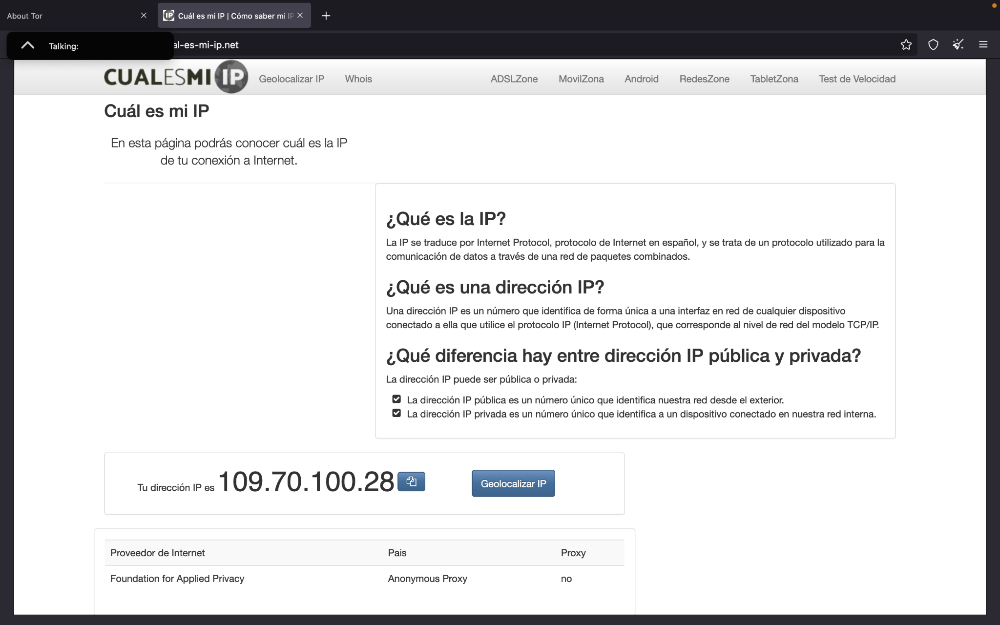 About Tor
Cuál es mi IP | Cómo saber mi IP
Talking:
al-es-mi-ip.net
CUALESMI IP
Geolocalizar IP
Whois
ADSLZone
MovilZona
Android
RedesZone
TabletZona
Test de Velocidad
Cuál es mi IP
En esta página podrás conocer cuál es la IP
de tu conexión a Internet.
¿Qué es la IP?
La IP se traduce por Internet Protocol, protocolo de Internet en español, y se trata de un protocolo utilizado para la
comunicación de datos a través de una red de paquetes combinados.
¿Qué es una dirección IP?
Una dirección IP es un número que identifica de forma única a una interfaz en red de cualquier dispositivo
conectado a ella que utilice el protocolo IP (Internet Protocol), que corresponde al nivel de red del modelo TCP/IP.
¿Qué diferencia hay entre dirección IP pública y privada?
La dirección IP puede ser pública o privada:
La dirección IP pública es un número único que identifica nuestra red desde el exterior.
La dirección IP privada es un número único que identifica a un dispositivo conectado en nuestra red interna.
Tu dirección IP es 109.70.100.28
Geolocalizar IP
Proveedor de Internet Pais Proxy
Foundation for Applied Privacy Anonymous Proxy no